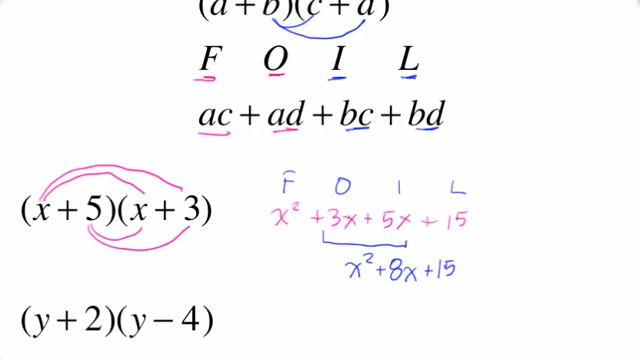 (a + b)(c + d)
F O I L
ac + ad + bc + bd
F O I L
(x + 5)(x + 3) x² + 3x + 5x + 15
x² + 8x + 15
(y + 2)(y − 4)